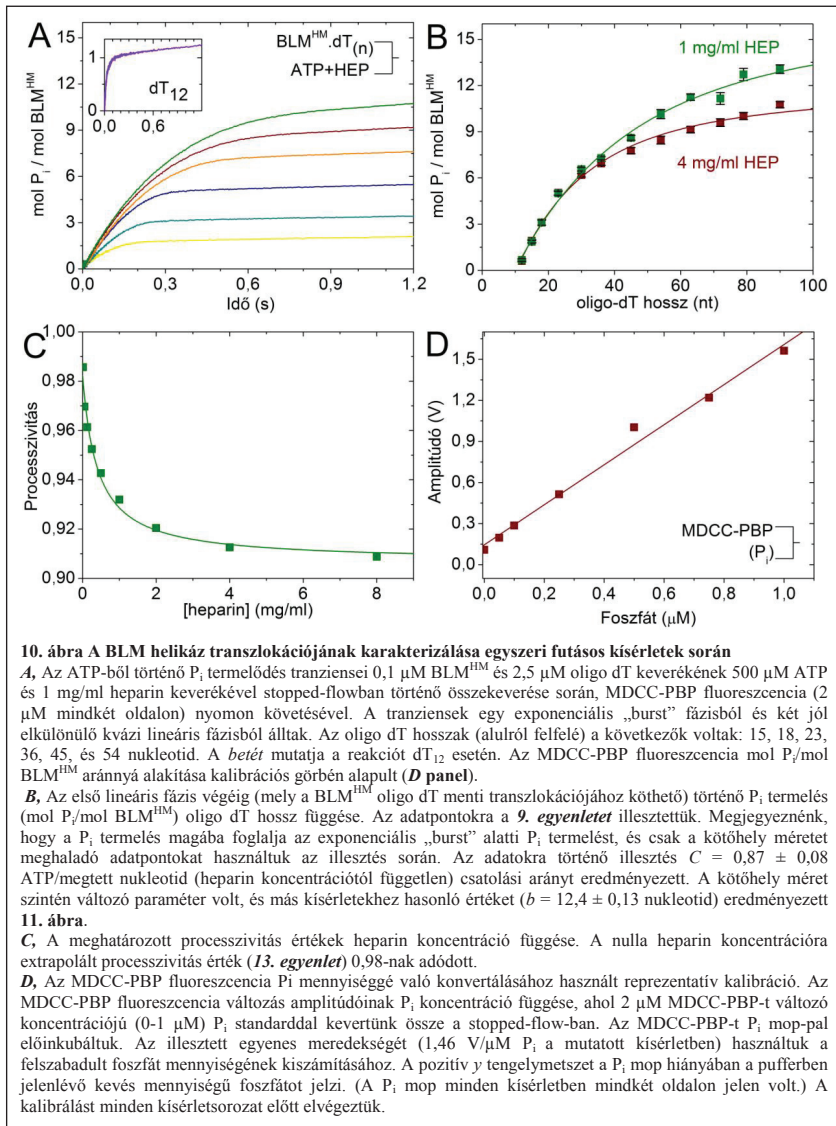 A
BLM^HM.dT(n)
ATP+HEP
dT12
1
0
0,0
0,6
15
12
9
6
3
0
0,0
0,3
0,6
0,9
1,2
mol Pi / mol BLM^HM
Idő (s)
B
1 mg/ml HEP
4 mg/ml HEP
15
12
9
6
3
0
0
20
40
60
80
100
mol Pi / mol BLM^HM
oligo-dT hossz (nt)
C
1,00
0,98
0,96
0,94
0,92
0,90
0
2
4
6
8
Processzivitás
[heparin] (mg/ml)
D
MDCC-PBP
(Pi)
1,5
1,2
0,9
0,6
0,3
0,0
0,0
0,2
0,4
0,6
0,8
1,0
Amplitúdó (V)
Foszfát (µM)
10. ábra A BLM helikáz transzlokációjának karakterizálása egyszeri futásos kísérletek során
A, Az ATP-ből történő Pi termelődés tranziensei 0,1 µM BLM^HM és 2,5 µM oligo dT keverékének 500 µM ATP
és 1 mg/ml heparin keverékével stopped-flowban történő összekeverése során, MDCC-PBP fluoreszcencia (2
µM mindkét oldalon) nyomon követésével. A tranziensek egy exponenciális „burst” fázisból és két jól
elkülönülő kvázi lineáris fázisból álltak. Az oligo dT hosszak (alulról felfelé) a következők voltak: 15, 18, 23,
36, 45, és 54 nukleotid. A betét mutatja a reakciót dT12 esetén. Az MDCC-PBP fluoreszcencia mol Pi/mol
BLM^HM aránnyá alakítása kalibrációs görbén alapult (D panel).
B, Az első lineáris fázis végéig (mely a BLM^HM oligo dT menti transzlokációjához köthető) történő Pi termelés
(mol Pi/mol BLM^HM) oligo dT hossz függése. Az adatpontokra a 9. egyenletet illesztettük. Megjegyeznénk,
hogy a Pi termelés magába foglalja az exponenciális „burst” alatti Pi termelést, és csak a kötőhely méretet
meghaladó adatpontokat használtuk az illesztés során. Az adatokra történő illesztés C = 0,87 ± 0,08
ATP/megtett nukleotid (heparin koncentrációtól független) csatolási arányt eredményezett. A kötőhely méret
szintén változó paraméter volt, és más kísérletekhez hasonló értéket (b = 12,4 ± 0,13 nukleotid) eredményezett
11. ábra.
C, A meghatározott processzivitás értékek heparin koncentráció függése. A nulla heparin koncentrációra
extrapolált processzivitás érték (13. egyenlet) 0,98-nak adódott.
D, Az MDCC-PBP fluoreszcencia Pi mennyiséggé való konvertálásához használt reprezentatív kalibráció. Az
MDCC-PBP fluoreszcencia változás amplitúdóinak Pi koncentráció függése, ahol 2 µM MDCC-PBP-t változó
koncentrációjú (0-1 µM) Pi standarddal kevertünk össze a stopped-flow-ban. Az MDCC-PBP-t Pi mop-pal
előinkubáltuk. Az illesztett egyenes meredekségét (1,46 V/µM Pi a mutatott kísérletben) használtuk a
felszabadult foszfát mennyiségének kiszámításához. A pozitív y tengelymetszet a Pi mop hiányában a pufferben
jelenlévő kevés mennyiségű foszfátot jelzi. (A Pi mop minden kísérletben mindkét oldalon jelen volt.) A
kalibrálást minden kísérletsorozat előtt elvégeztük.